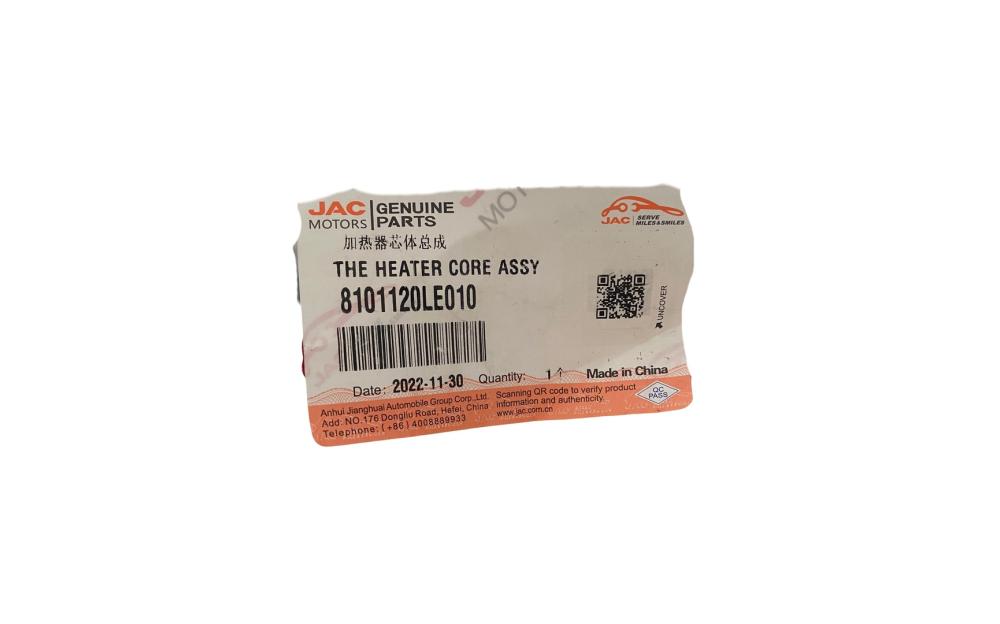 JAC MOTORS | GENUINE PARTS
JAC | SERVE MILES&SMILES
加热器芯体总成
THE HEATER CORE ASSY
8101120LE010
UNCOVER
Date: 2022-11-30 Quantity: 1个 Made in China
Anhui Jianghuai Automobile Group Corp.,Ltd.
Add: NO.176 Dongliu Road, Hefei, China
Telephone: (+86) 4008889933
Scanning QR code to verify product
information and authenticity.
www.jac.com.cn
QC PASS